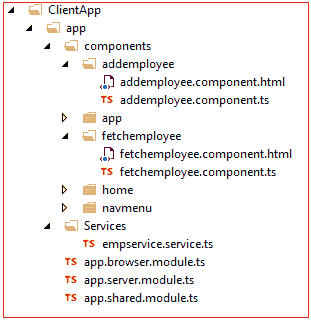 ClientApp
app
components
addemployee
addemployee.component.html
TS addemployee.component.ts
app
fetchemployee
fetchemployee.component.html
TS fetchemployee.component.ts
home
navmenu
Services
TS empservice.service.ts
TS app.browser.module.ts
TS app.server.module.ts
TS app.shared.module.ts